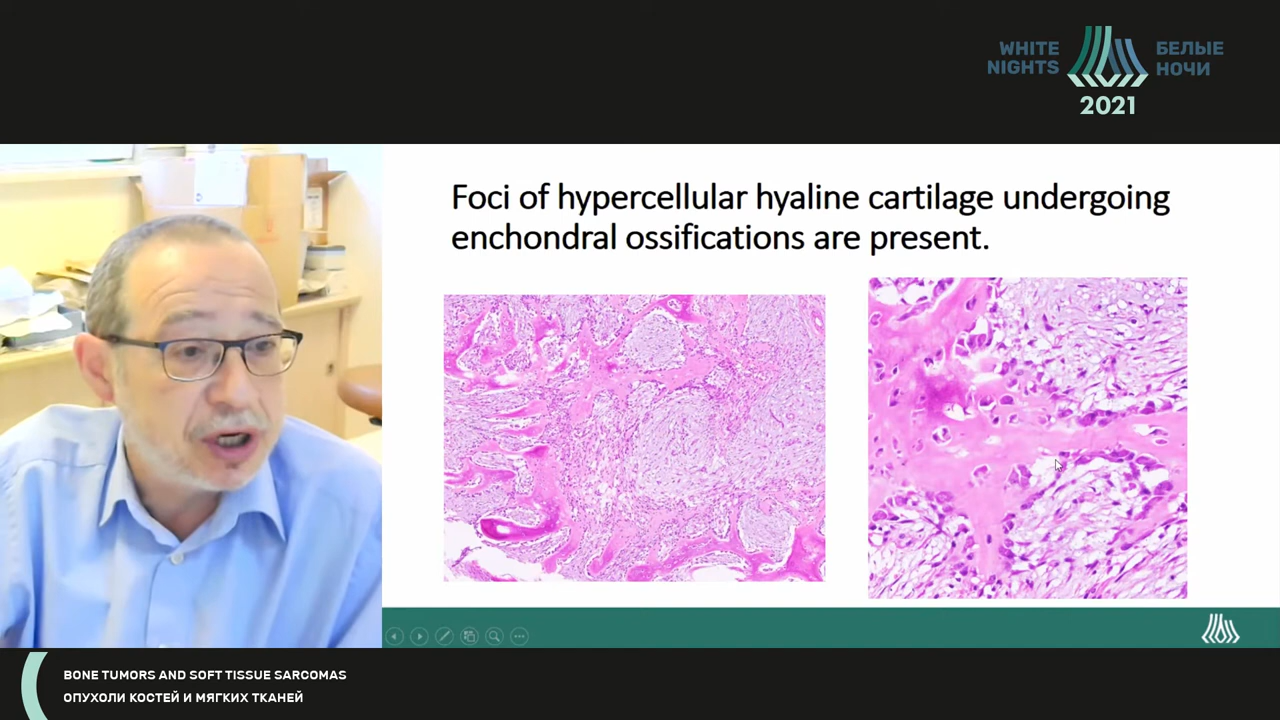 WHITE
NIGHTS
БЕЛЫЕ
НОЧИ
2021
Foci of hypercellular hyaline cartilage undergoing
enchondral ossifications are present.
BONE TUMORS AND SOFT TISSUE SARCOMAS
ОПУХОЛИ КОСТЕЙ И МЯГКИХ ТКАНЕЙ